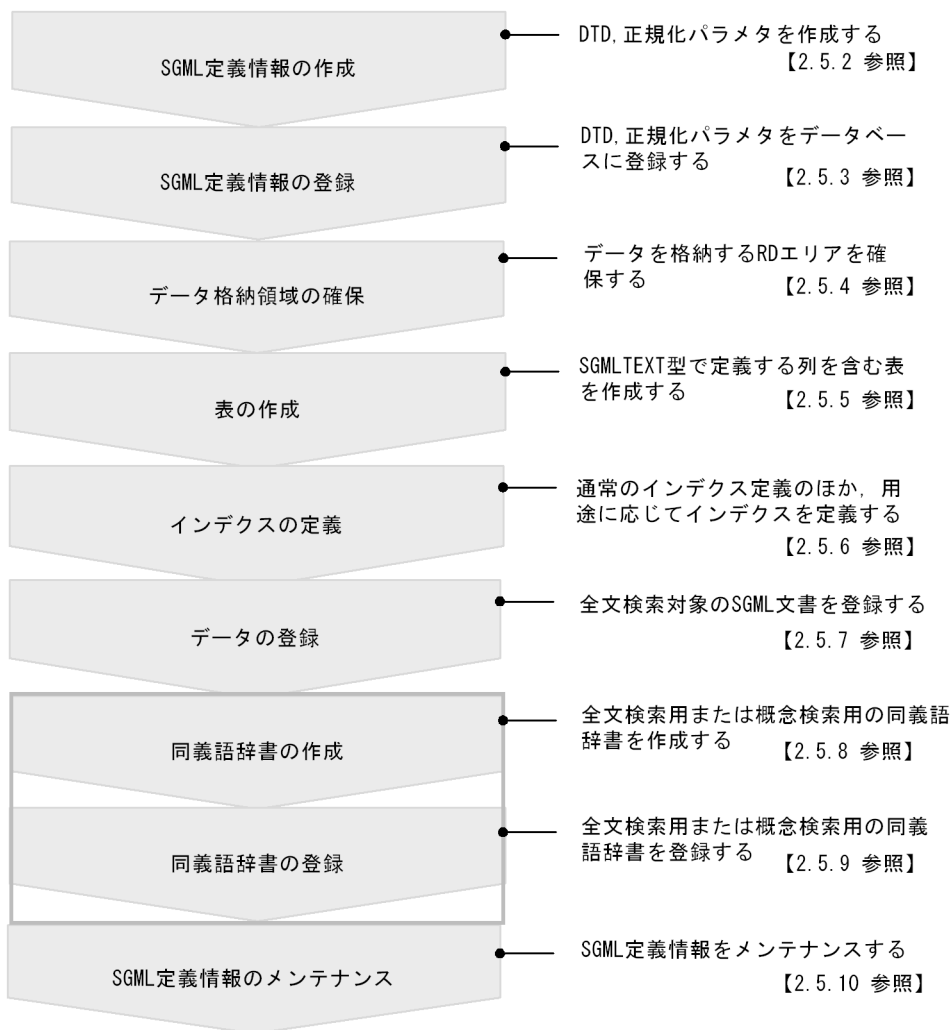 SGML定義情報の作成
DTD,正規化パラメタを作成する
【2.5.2 参照】
SGML定義情報の登録
DTD,正規化パラメタをデータベー
スに登録する
【2.5.3 参照】
データ格納領域の確保
データを格納するRDエリアを確
保する
【2.5.4 参照】
表の作成
SGMLTEXT型で定義する列を含む表
を作成する
【2.5.5 参照】
インデクスの定義
通常のインデクス定義のほか，用
途に応じてインデクスを定義する
【2.5.6 参照】
データの登録
全文検索対象のSGML文書を登録する
【2.5.7 参照】
同義語辞書の作成
全文検索用または概念検索用の同義語
辞書を作成する
【2.5.8 参照】
同義語辞書の登録
全文検索用または概念検索用の同義
語辞書を登録する
【2.5.9 参照】
SGML定義情報のメンテナンス
SGML定義情報をメンテナンスする
【2.5.10 参照】